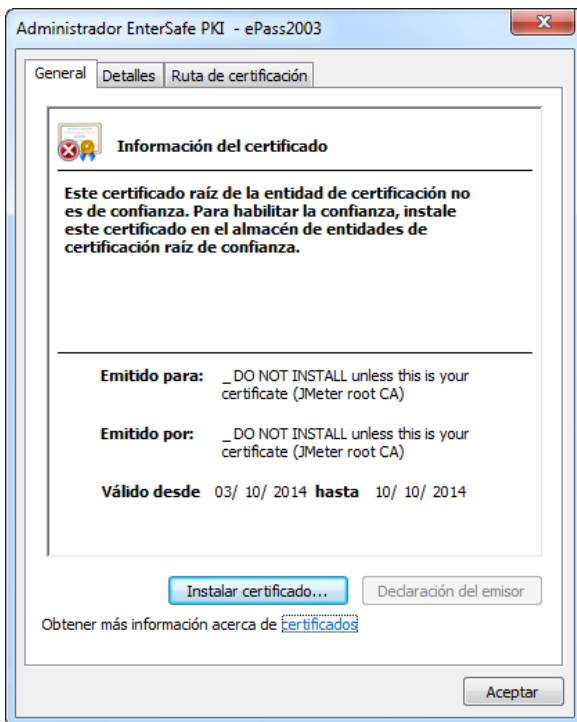 Administrador EnterSafe PKI - ePass2003
General Detalles Ruta de certificación
Información del certificado
Este certificado raíz de la entidad de certificación no
es de confianza. Para habilitar la confianza, instale
este certificado en el almacén de entidades de
certificación raíz de confianza.
Emitido para: _DO NOT INSTALL unless this is your
certificate (JMeter root CA)
Emitido por: _DO NOT INSTALL unless this is your
certificate (JMeter root CA)
Válido desde 03/ 10/ 2014 hasta 10/ 10/ 2014
Instalar certificado... Declaración del emisor
Obtener más información acerca de certificados
Aceptar